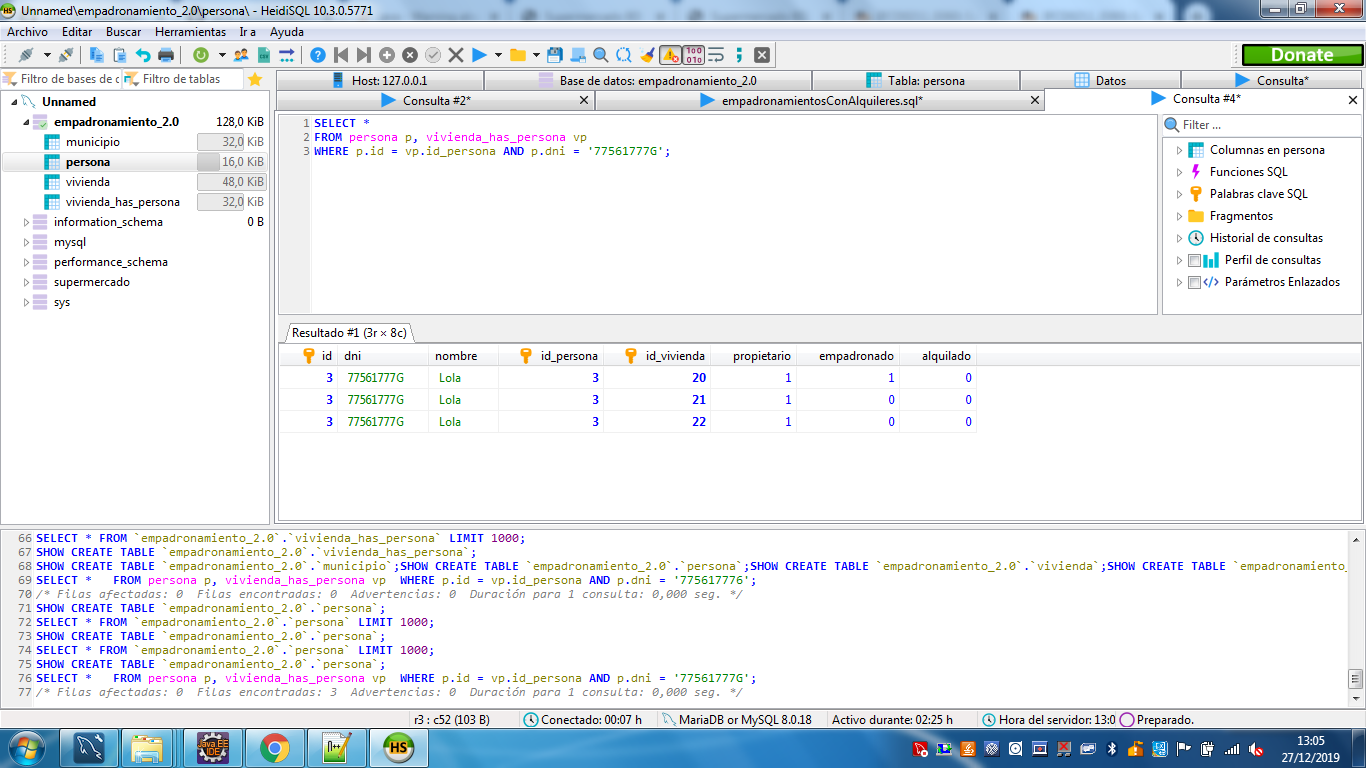 Unnamed\empadronamiento_2.0\persona\ - HeidiSQL 10.3.0.5771
Archivo Editar Buscar Herramientas Ir a Ayuda
Donate
Filtro de bases de d Filtro de tablas
Host: 127.0.0.1 Base de datos: empadronamiento_2.0 Tabla: persona Datos Consulta*
Consulta #2* empadronamientosConAlquileres.sql* Consulta #4*
Unnamed
empadronamiento_2.0 128,0 KiB
municipio 32,0 KiB
persona 16,0 KiB
vivienda 48,0 KiB
vivienda_has_persona 32,0 KiB
information_schema 0 B
mysql
performance_schema
supermercado
sys
1 SELECT *
2 FROM persona p, vivienda_has_persona vp
3 WHERE p.id = vp.id_persona AND p.dni = '77561777G';
Filter ...
Columnas en persona
Funciones SQL
Palabras clave SQL
Fragmentos
Historial de consultas
Perfil de consultas
Parámetros Enlazados
Resultado #1 (3r × 8c)
id dni nombre id_persona id_vivienda propietario empadronado alquilado
3 77561777G Lola 3 20 1 1 0
3 77561777G Lola 3 21 1 0 0
3 77561777G Lola 3 22 1 0 0
66 SELECT * FROM `empadronamiento_2.0`.`vivienda_has_persona` LIMIT 1000;
67 SHOW CREATE TABLE `empadronamiento_2.0`.`vivienda_has_persona`;
68 SHOW CREATE TABLE `empadronamiento_2.0`.`municipio`;SHOW CREATE TABLE `empadronamiento_2.0`.`persona`;SHOW CREATE TABLE `empadronamiento_2.0`.`vivienda`;SHOW CREATE TABLE `empadronamiento_2.
69 SELECT * FROM persona p, vivienda_has_persona vp WHERE p.id = vp.id_persona AND p.dni = '775617776';
70 /* Filas afectadas: 0 Filas encontradas: 0 Advertencias: 0 Duración para 1 consulta: 0,000 seg. */
71 SHOW CREATE TABLE `empadronamiento_2.0`.`persona`;
72 SELECT * FROM `empadronamiento_2.0`.`persona` LIMIT 1000;
73 SHOW CREATE TABLE `empadronamiento_2.0`.`persona`;
74 SELECT * FROM `empadronamiento_2.0`.`persona` LIMIT 1000;
75 SHOW CREATE TABLE `empadronamiento_2.0`.`persona`;
76 SELECT * FROM persona p, vivienda_has_persona vp WHERE p.id = vp.id_persona AND p.dni = '77561777G';
77 /* Filas afectadas: 0 Filas encontradas: 3 Advertencias: 0 Duración para 1 consulta: 0,000 seg. */
r3 : c52 (103 B) Conectado: 00:07 h MariaDB or MySQL 8.0.18 Activo durante: 02:25 h Hora del servidor: 13:0 Preparado.
Java EE IDE
HS
13:05
27/12/2019